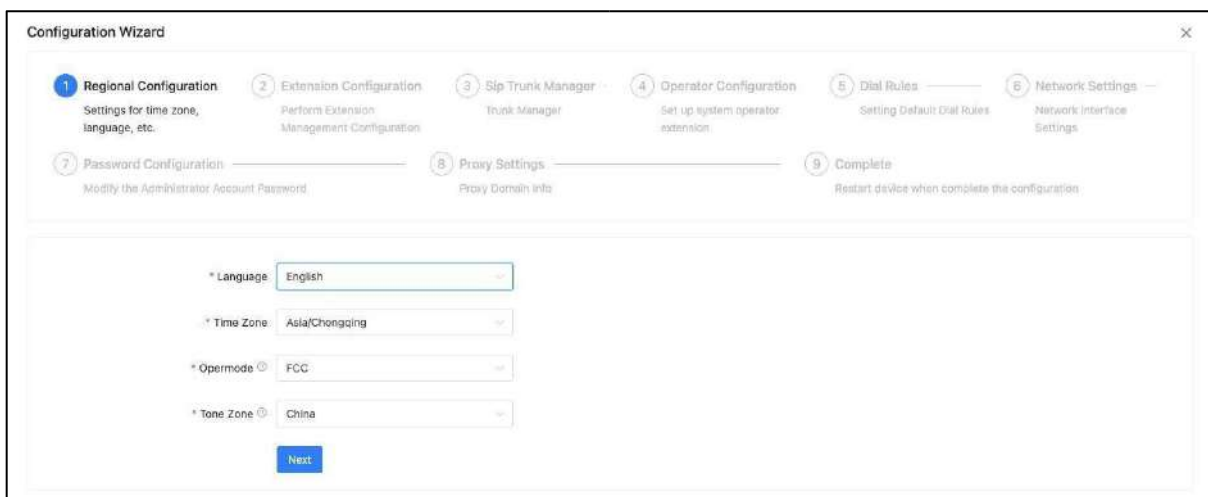 Configuration Wizard
1 Regional Configuration 2 Extension Configuration 3 Sip Trunk Manager 4 Operator Configuration 5 Dial Rules 6 Network Settings
Settings for time zone, Perform Extension Trunk Manager Set up system operator Setting Default Dial Rules Network Interface
language, etc. Management Configuration extension Settings
7 Password Configuration 8 Proxy Settings 9 Complete
Modify the Administrator Account Password Proxy Domain Info Restart device when complete the configuration
* Language English
* Time Zone Asia/Chongqing
* Opermode FCC
* Tone Zone China
Next